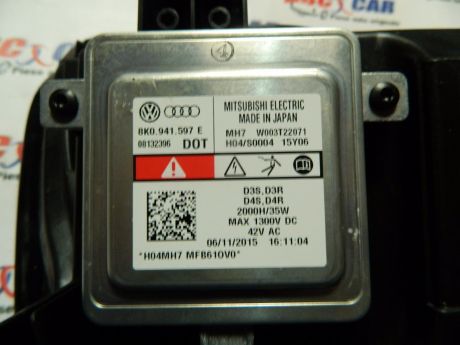 CAR
MITSUBISHI ELECTRIC
MADE IN JAPAN
8K0.941.597 E
08132396 DOT
MH7 W003T22071
H04/S0004 15Y06
D3S,D3R
D4S,D4R
2000H/35W
MAX 1300V DC
42V AC
06/11/2015 16:11:04
*H04MH7 MFB610V0*